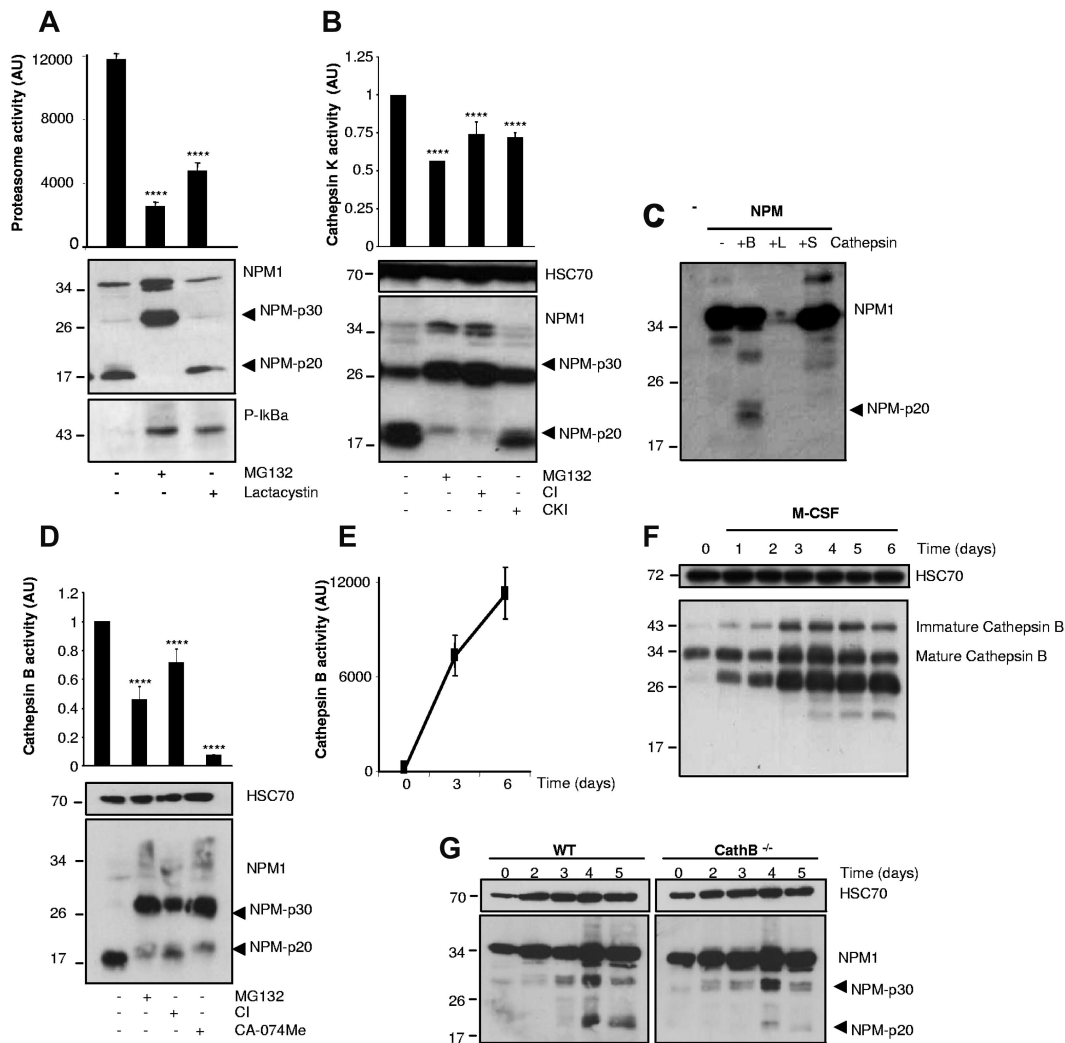 A
Proteasome activity (AU)
12000
8000
4000
0
****
****
34
26
17
43
NPM1
NPM-p30
NPM-p20
P-IkBa
- + - MG132
- - + Lactacystin
B
Cathepsin K activity (AU)
1.25
1
0.75
0.5
0.25
0
****
****
****
70
34
26
17
HSC70
NPM1
NPM-p30
NPM-p20
- + - - MG132
- - + - CI
- - - + CKI
C
- NPM
- +B +L +S Cathepsin
34
26
17
NPM1
NPM-p20
D
Cathepsin B activity (AU)
1.2
1
0.8
0.6
0.4
0.2
0
****
****
****
70
34
26
17
HSC70
NPM1
NPM-p30
NPM-p20
- + - - MG132
- - + - CI
- - - + CA-074Me
E
Cathepsin B activity (AU)
12000
6000
0
0 3 6 Time (days)
F
M-CSF
0 1 2 3 4 5 6 Time (days)
72
43
34
26
17
HSC70
Immature Cathepsin B
Mature Cathepsin B
G
WT CathB -/-
0 2 3 4 5 0 2 3 4 5 Time (days)
70
34
26
17
HSC70
NPM1
NPM-p30
NPM-p20